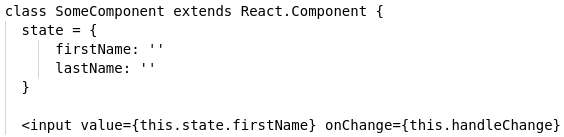 class SomeComponent extends React.Component {
state = {
firstName: ''
lastName: ''
}
<input value={this.state.firstName} onChange={this.handleChange}